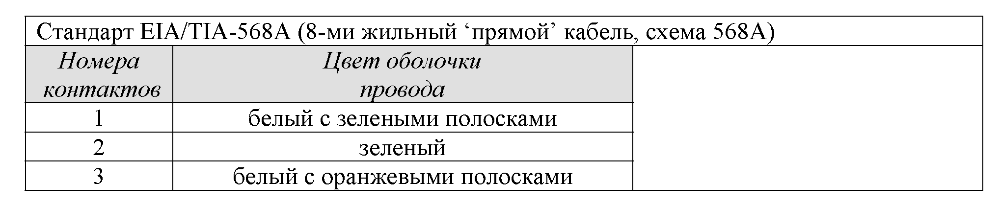 Стандарт EIA/TIA-568A (8-ми жильный ‘прямой’ кабель, схема 568А)
Номера контактов
Цвет оболочки провода
1 белый с зелеными полосками
2 зеленый
3 белый с оранжевыми полосками